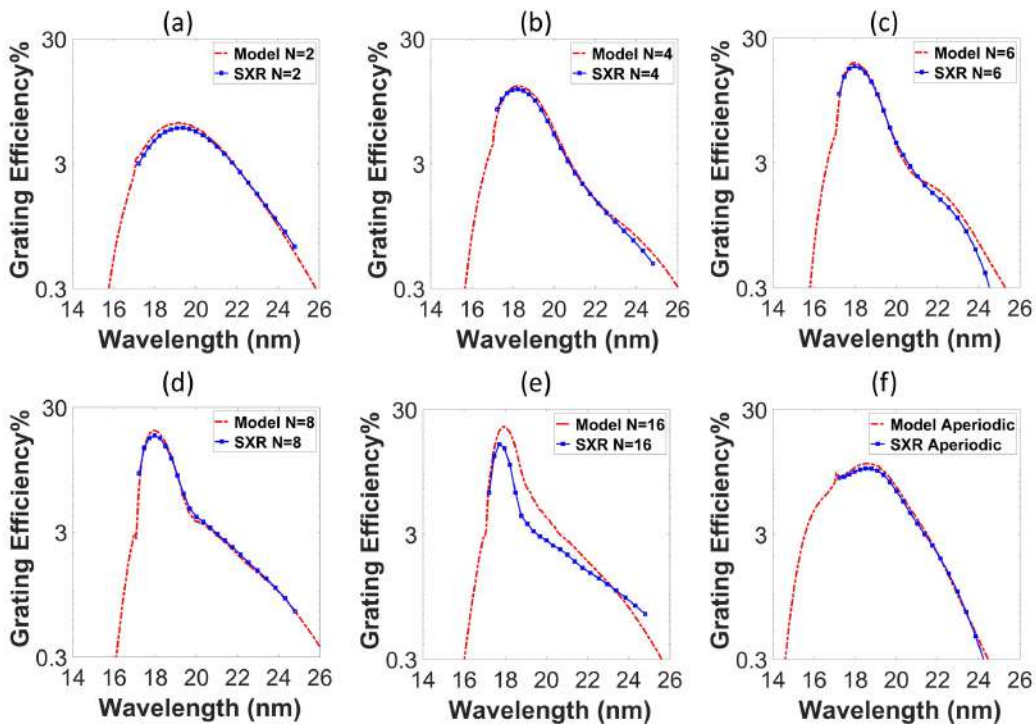 (a)
30
3
0.3
Grating Efficiency%
Model N=2
SXR N=2
14 16 18 20 22 24 26
Wavelength (nm)
(b)
30
3
0.3
Grating Efficiency%
Model N=4
SXR N=4
14 16 18 20 22 24 26
Wavelength (nm)
(c)
30
3
0.3
Grating Efficiency%
Model N=6
SXR N=6
14 16 18 20 22 24 26
Wavelength (nm)
(d)
30
3
0.3
Grating Efficiency%
Model N=8
SXR N=8
14 16 18 20 22 24 26
Wavelength (nm)
(e)
30
3
0.3
Grating Efficiency%
Model N=16
SXR N=16
14 16 18 20 22 24 26
Wavelength (nm)
(f)
30
3
0.3
Grating Efficiency%
Model Aperiodic
SXR Aperiodic
14 16 18 20 22 24 26
Wavelength (nm)